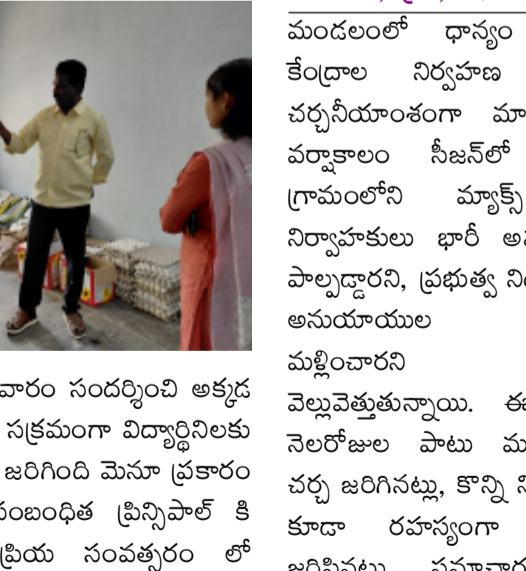 వారం సందర్శించి అక్కడ
సక్రమంగా విద్యార్థినిలకు
జరిగింది మెనూ ప్రకారం
సంబంధిత ప్రిన్సిపాల్ కి
ప్రియ సంవత్సరం లో
మండలంలో ధాన్యం
కేంద్రాల నిర్వహణ
చర్చనీయాంశంగా మా
వర్షాకాలం సీజన్‌లో
గ్రామంలోని మ్యాక్స్
నిర్వాహకులు భారీ అ
పాల్పడ్డారని, ప్రభుత్వ ని
అనుయాయుల
మళ్లించారని
వెల్లువెత్తుతున్నాయి. ఈ
నెలరోజుల పాటు మ
చర్చ జరిగినట్లు, కొన్ని ని
కూడా రహస్యంగా